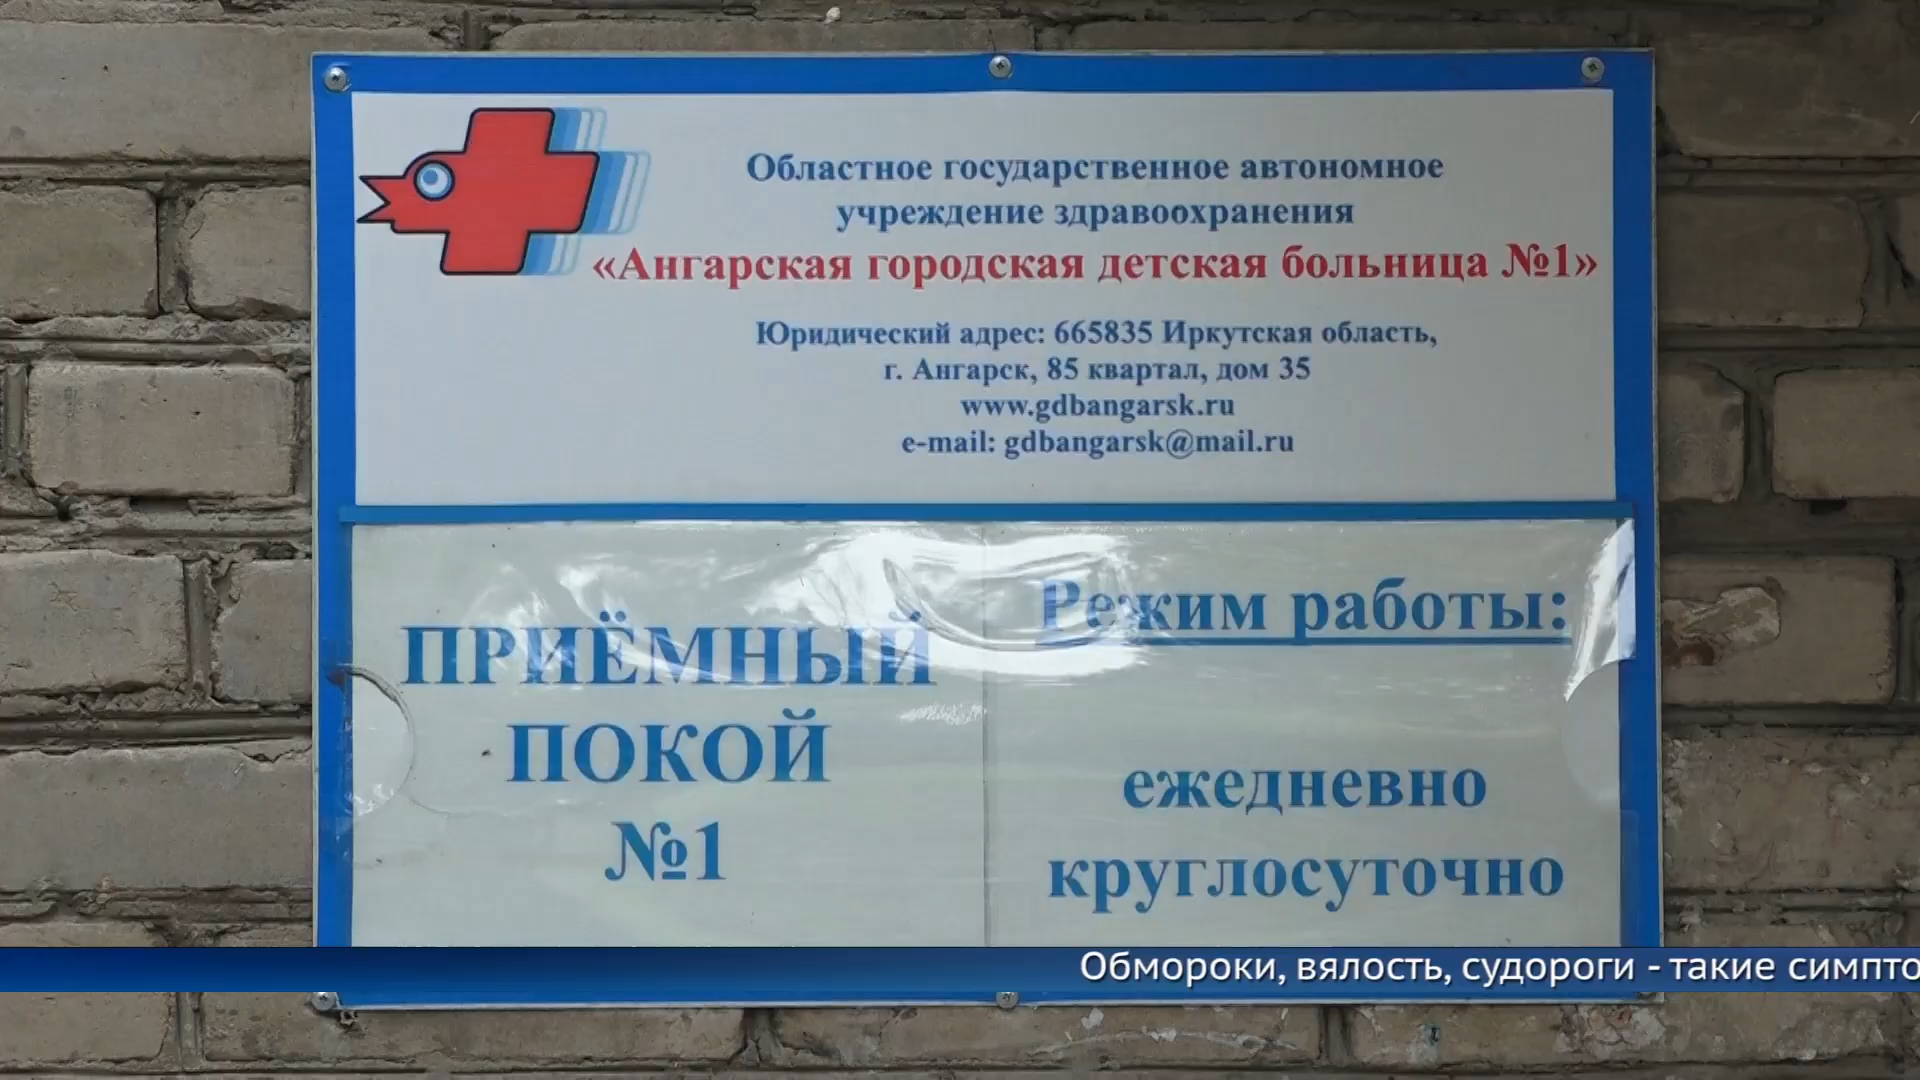 Областное государственное автономное
учреждение здравоохранения
«Ангарская городская детская больница №1»
Юридический адрес: 665835 Иркутская область,
г. Ангарск, 85 квартал, дом 35
www.gdbangarsk.ru
e-mail: gdbangarsk@mail.ru
ПРИЁМНЫЙ
ПОКОЙ
№1
Режим работы:
ежедневно
круглосуточно
Обмороки, вялость, судороги - такие симпто